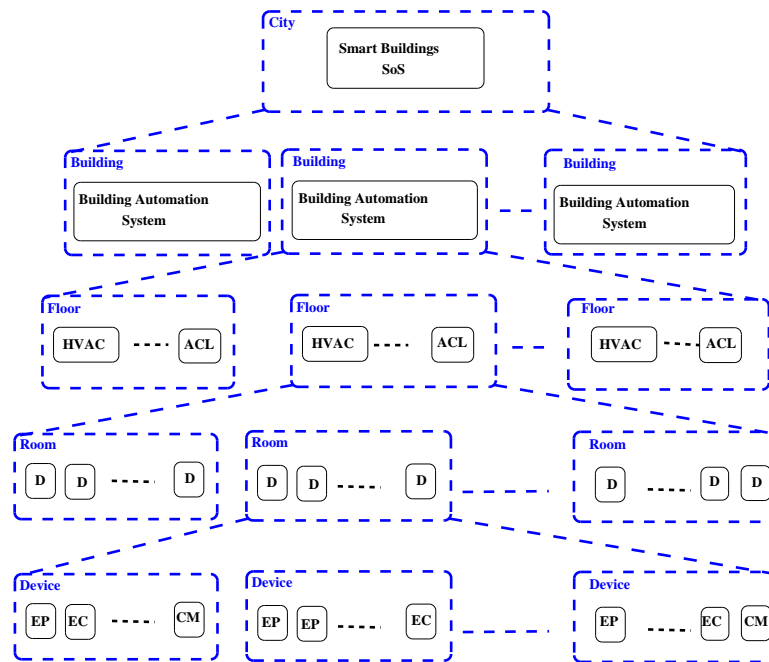 City
Smart Buildings
SoS
Building
Building Automation
System
Building
Building Automation
System
Building
Building Automation
System
Floor
HVAC
ACL
Floor
HVAC
ACL
Floor
HVAC
ACL
Room
D
D
D
Room
D
D
D
Room
D
D
D
Device
EP
EC
CM
Device
EP
EP
EC
Device
EP
EC
CM